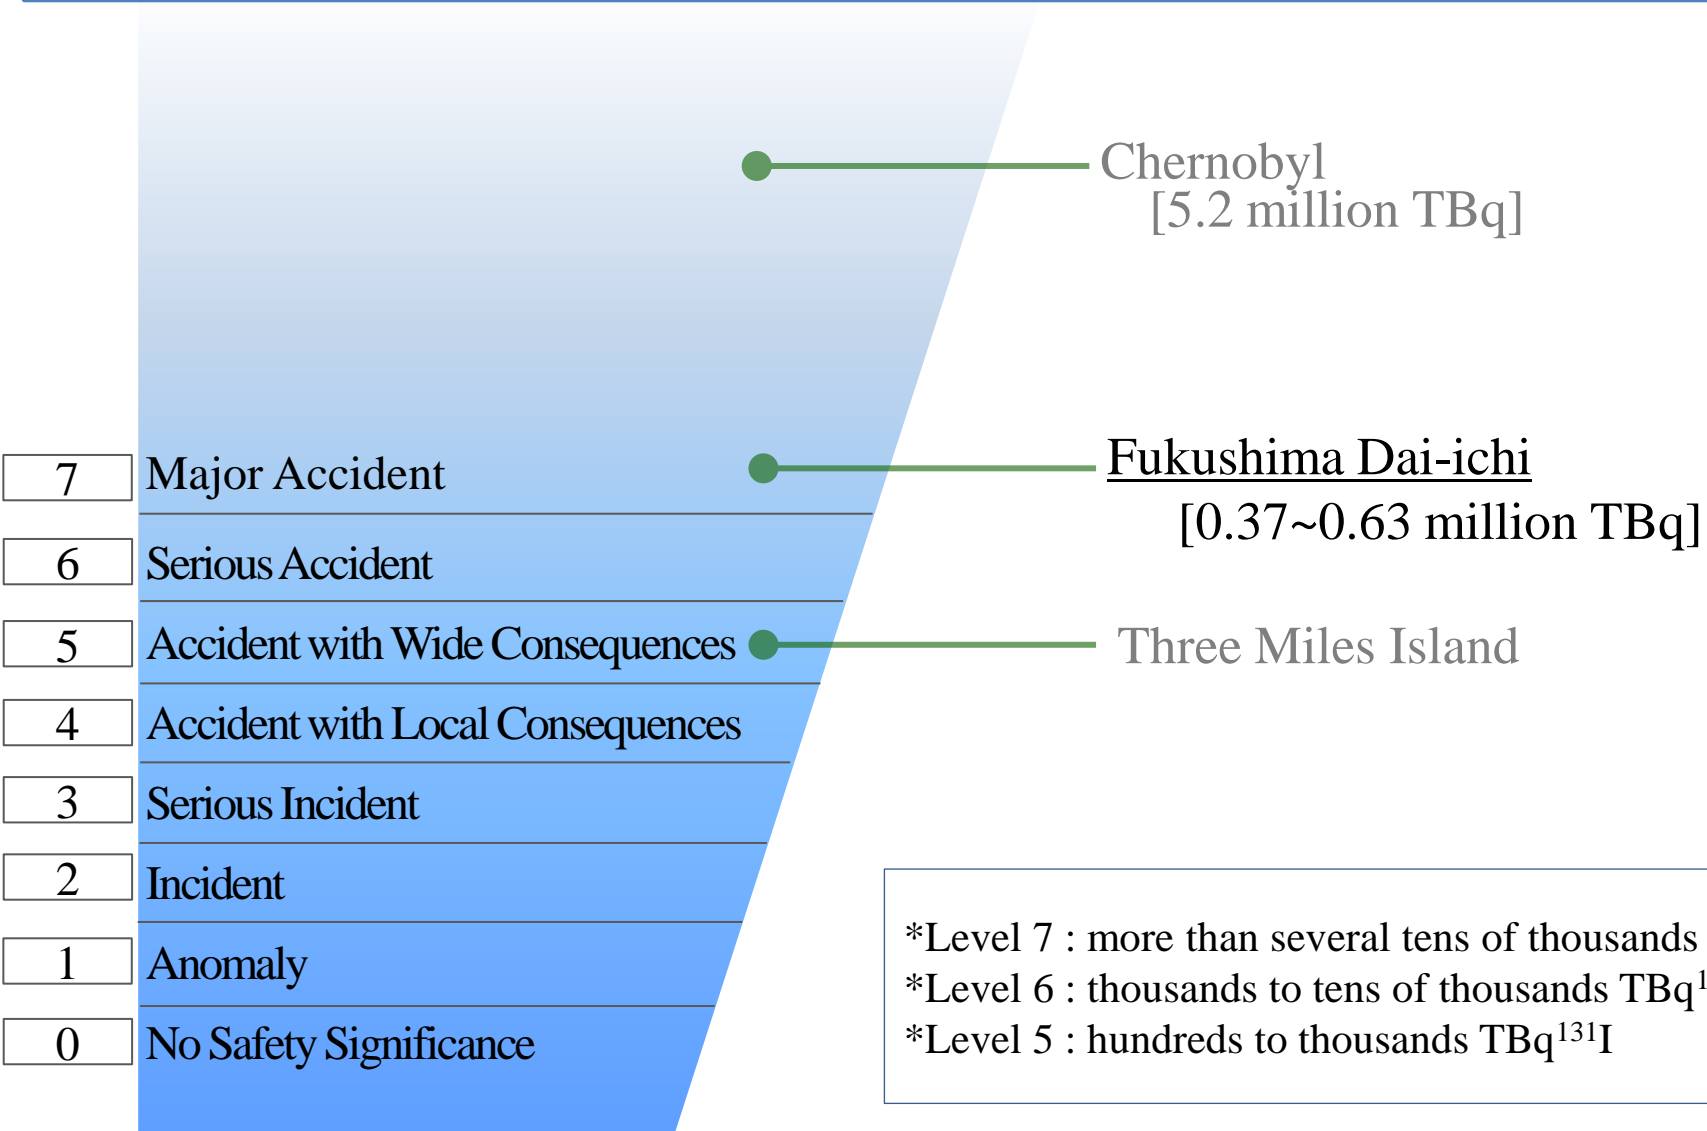 Chernobyl
[5.2 million TBq]
7 Major Accident
Fukushima Dai-ichi
[0.37~0.63 million TBq]
6 Serious Accident
5 Accident with Wide Consequences
Three Miles Island
4 Accident with Local Consequences
3 Serious Incident
2 Incident
1 Anomaly
0 No Safety Significance
*Level 7 : more than several tens of thousands
*Level 6 : thousands to tens of thousands TBq¹
*Level 5 : hundreds to thousands TBq¹³¹I